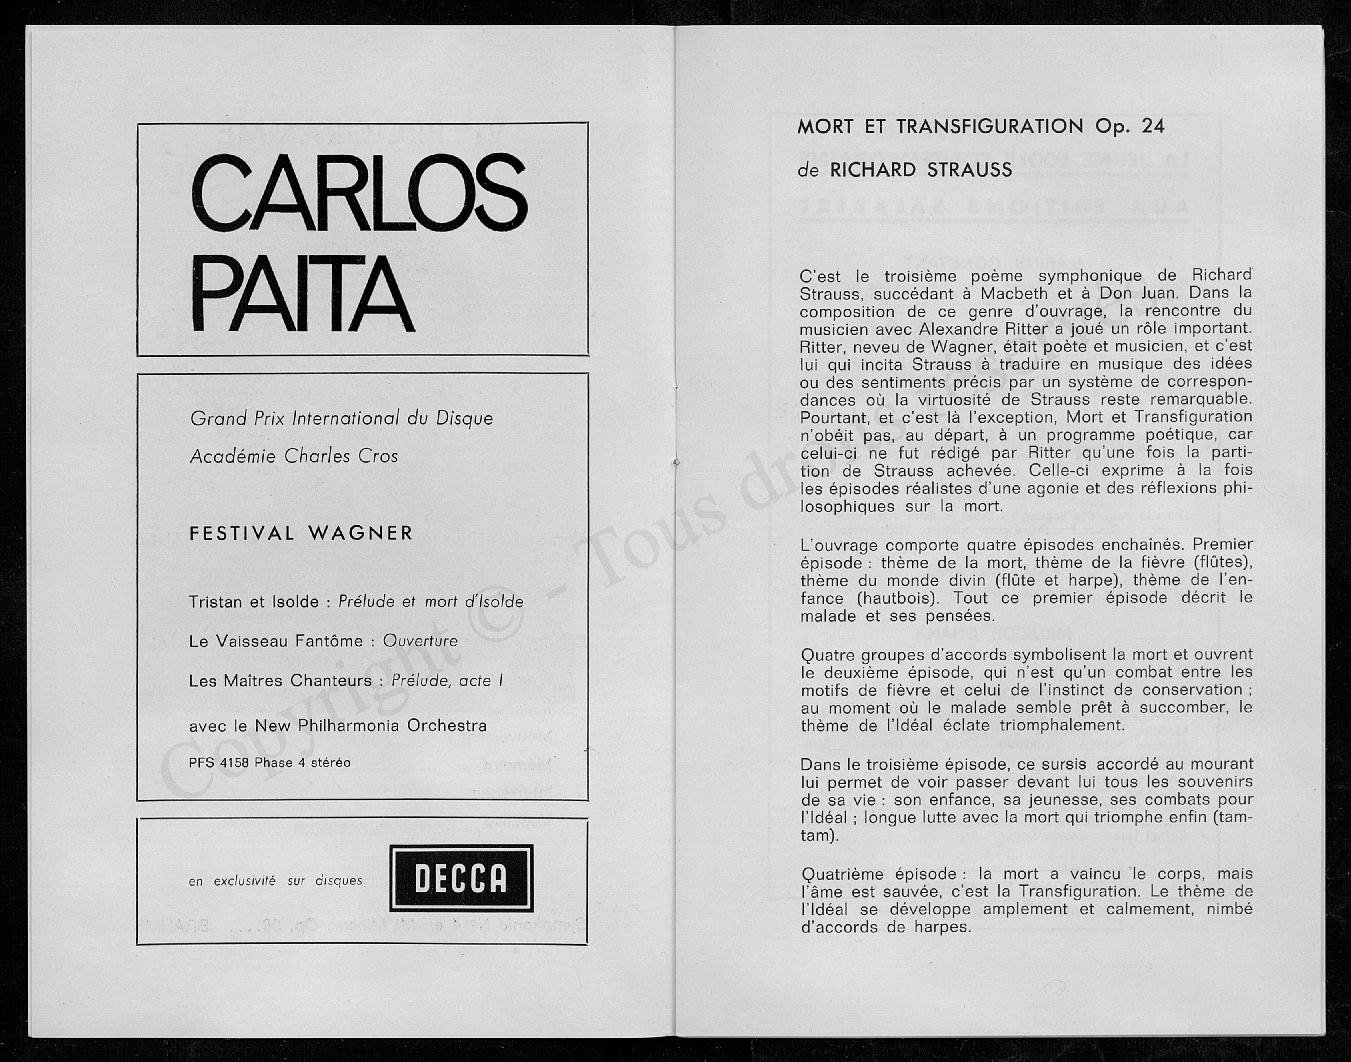 CARLOS
PAITA
Grand Prix International du Disque
Académie Charles Cros
FESTIVAL WAGNER
Tristan et Isolde : Prélude et mort d'Isolde
Le Vaisseau Fantôme : Ouverture
Les Maîtres Chanteurs : Prélude, acte I
avec le New Philharmonia Orchestra
PFS 4158 Phase 4 stéréo
en exclusivité sur disques
DECCA
MORT ET TRANSFIGURATION Op. 24
de RICHARD STRAUSS
C'est le troisième poème symphonique de Richard
Strauss, succédant à Macbeth et à Don Juan. Dans la
composition de ce genre d'ouvrage, la rencontre du
musicien avec Alexandre Ritter a joué un rôle important.
Ritter, neveu de Wagner, était poète et musicien, et c'est
lui qui incita Strauss à traduire en musique des idées
ou des sentiments précis par un système de correspon-
dances où la virtuosité de Strauss reste remarquable.
Pourtant, et c'est là l'exception, Mort et Transfiguration
n'obéit pas, au départ, à un programme poétique, car
celui-ci ne fut rédigé par Ritter qu'une fois la parti-
tion de Strauss achevée. Celle-ci exprime à la fois
les épisodes réalistes d'une agonie et des réflexions phi-
losophiques sur la mort.
L'ouvrage comporte quatre épisodes enchaînés. Premier
épisode : thème de la mort, thème de la fièvre (flûtes),
thème du monde divin (flûte et harpe), thème de l'en-
fance (hautbois). Tout ce premier épisode décrit le
malade et ses pensées.
Quatre groupes d'accords symbolisent la mort et ouvrent
le deuxième épisode, qui n'est qu'un combat entre les
motifs de fièvre et celui de l'instinct de conservation ;
au moment où le malade semble prêt à succomber, le
thème de l'Idéal éclate triomphalement.
Dans le troisième épisode, ce sursis accordé au mourant
lui permet de voir passer devant lui tous les souvenirs
de sa vie : son enfance, sa jeunesse, ses combats pour
l'Idéal ; longue lutte avec la mort qui triomphe enfin (tam-
tam).
Quatrième épisode : la mort a vaincu le corps, mais
l'âme est sauvée, c'est la Transfiguration. Le thème de
l'Idéal se développe amplement et calmement, nimbé
d'accords de harpes.
Copyright © - Tous droits réservés